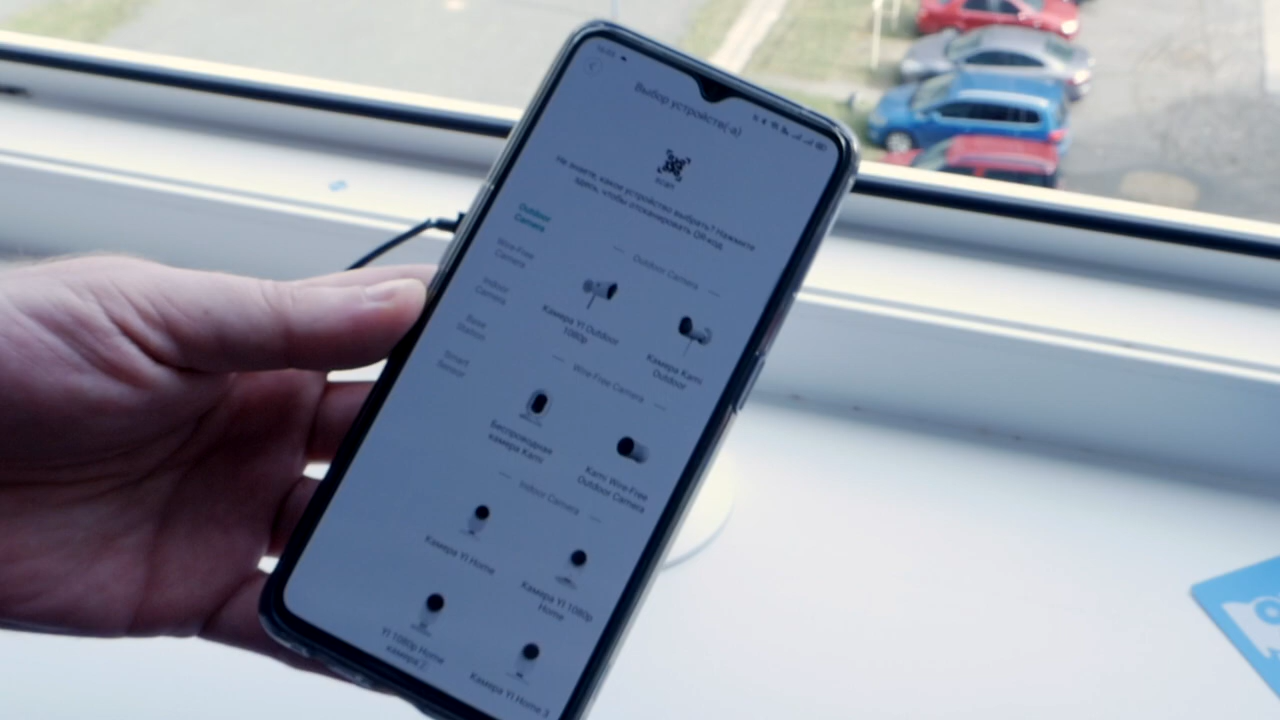 Выбор устройств(-а)
scan
Не знаете, какое устройство выбрать? Нажмите
здесь, чтобы отсканировать QR-код.
Outdoor
Camera
Wire-Free
Camera
Indoor
Camera
Base
Station
Smart
Sensor
Outdoor Camera
Камера YI Outdoor
1080p
Камера Kami
Outdoor
Wire-Free Camera
Беспроводная
камера Kami
Kami Wire-Free
Outdoor Camera
Indoor Camera
Камера YI Home
Камера YI 1080p
Home
YI 1080p Home
камера 2
Камера YI Home 3